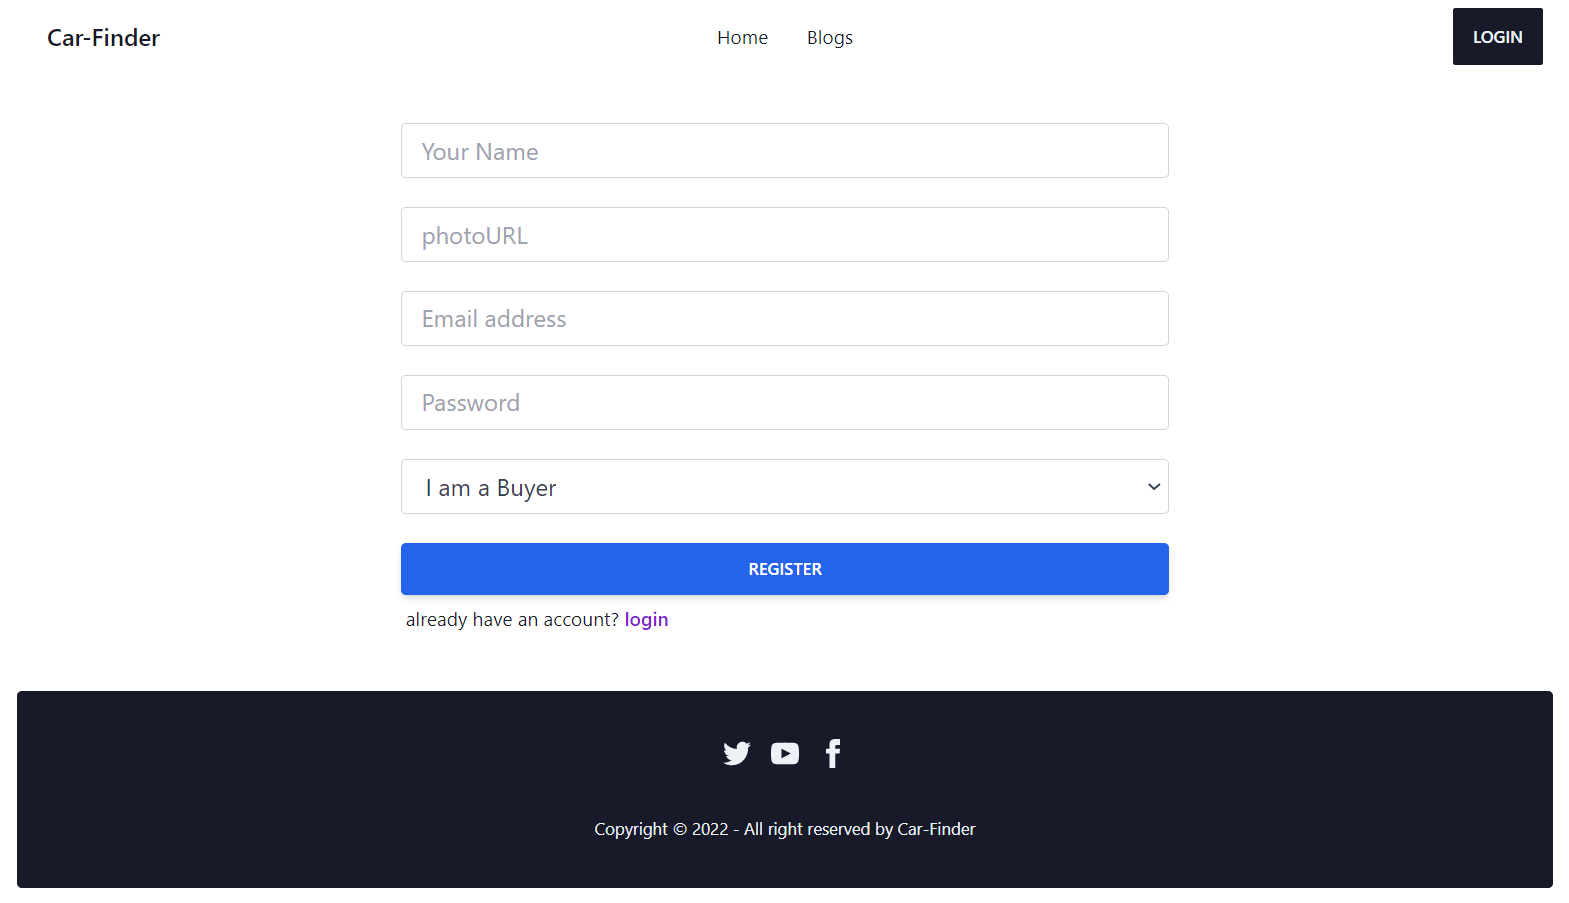 Car-Finder
Home
Blogs
LOGIN
Your Name
photoURL
Email address
Password
I am a Buyer
REGISTER
already have an account? login
Copyright © 2022 - All right reserved by Car-Finder